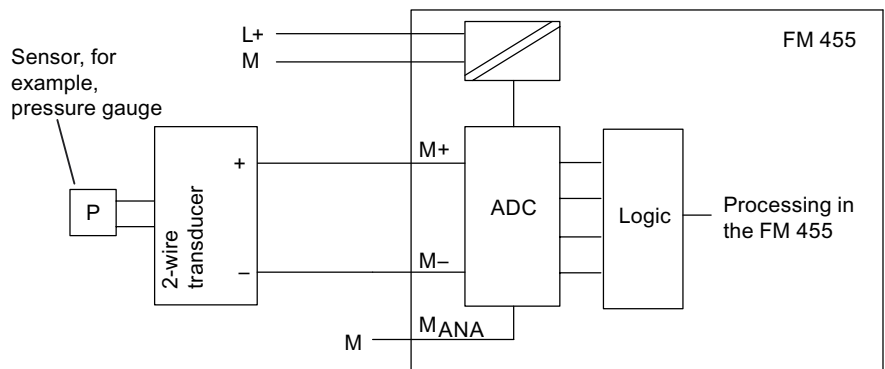 L+
M
FM 455
Sensor, for
example,
pressure gauge
P
2-wire
transducer
+
–
M+
M–
MANA
M
ADC
Logic
Processing in
the FM 455